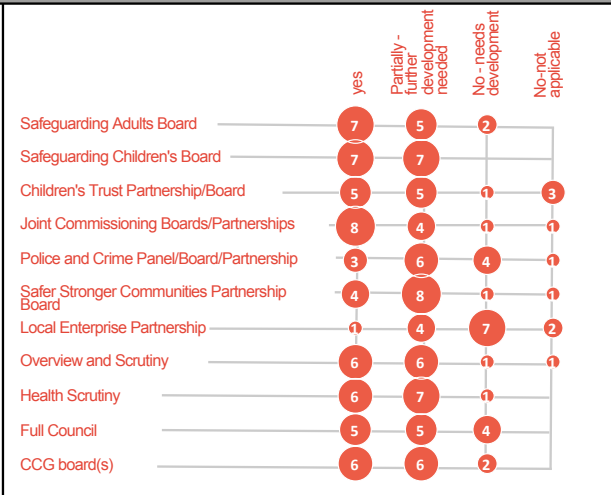 yes
Partially -
further
development
needed
No - needs
development
No-not
applicable
Safeguarding Adults Board 7 5 2
Safeguarding Children's Board 7 7
Children's Trust Partnership/Board 5 5 1 3
Joint Commissioning Boards/Partnerships 8 4 1 1
Police and Crime Panel/Board/Partnership 3 6 4 1
Safer Stronger Communities Partnership
Board 4 8 1 1
Local Enterprise Partnership 1 4 7 2
Overview and Scrutiny 6 6 1 1
Health Scrutiny 6 7 1
Full Council 5 5 4
CCG board(s) 6 6 2